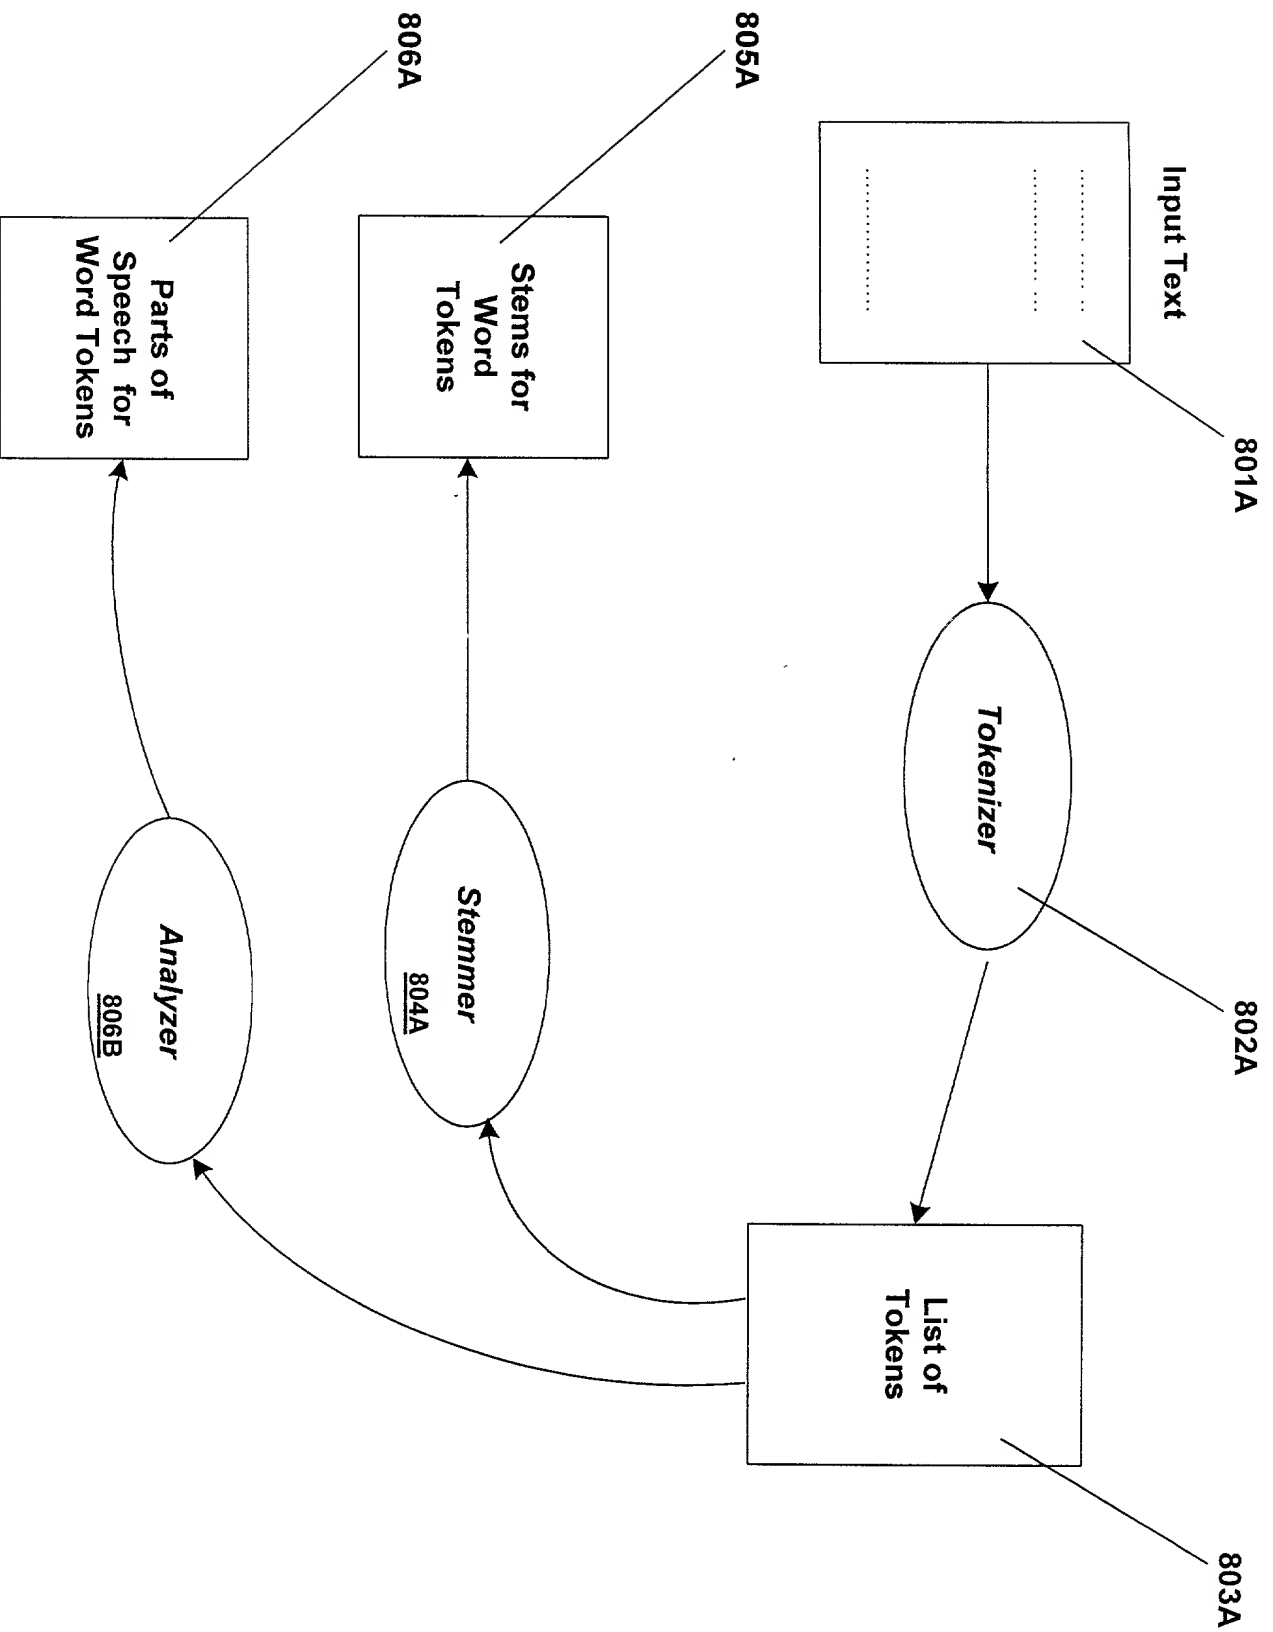 801A
802A
803A
Input Text
Tokenizer
List of
Tokens
805A
Stems for
Word
Tokens
Stemmer
804A
806A
Parts of
Speech for
Word Tokens
Analyzer
806B